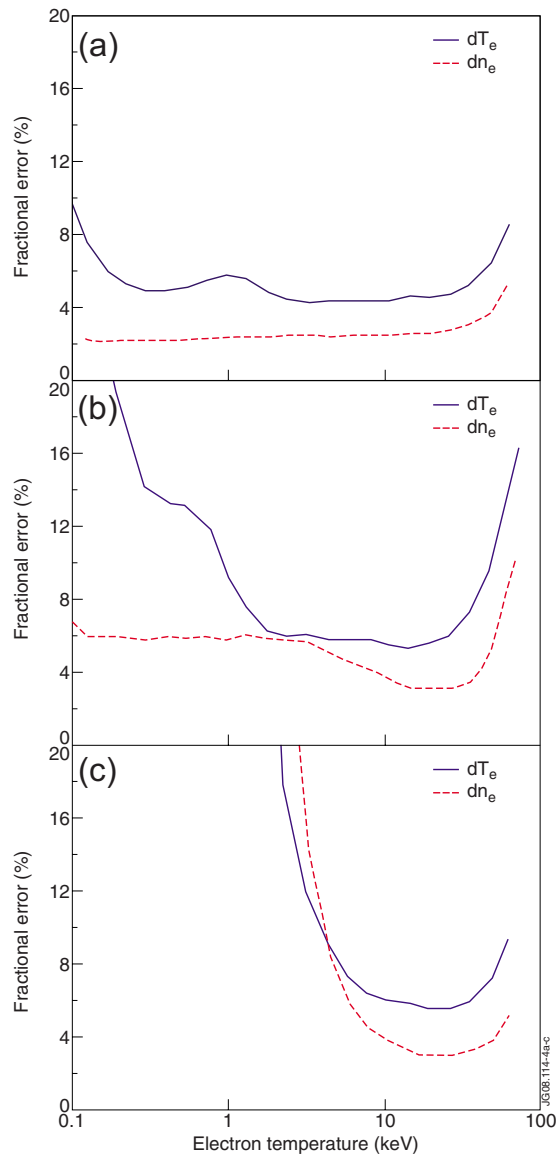 20
(a)
dTe
dne
16
12
Fractional error (%)
8
4
0
20
(b)
dTe
dne
16
12
Fractional error (%)
8
4
0
20
(c)
dTe
dne
16
12
Fractional error (%)
8
4
0
0.1 1 10 100
Electron temperature (keV)
JG08.114-4a-c